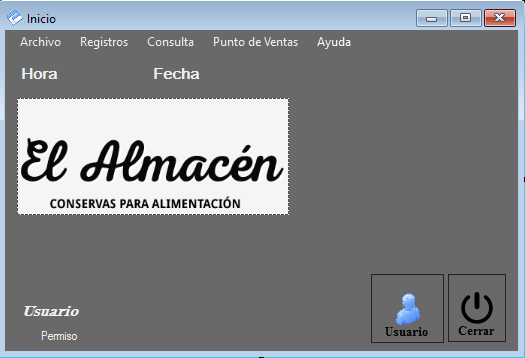 Inicio
Archivo Registros Consulta Punto de Ventas Ayuda
Hora Fecha
El Almacén
CONSERVAS PARA ALIMENTACIÓN
Usuario
Permiso
Usuario
Cerrar